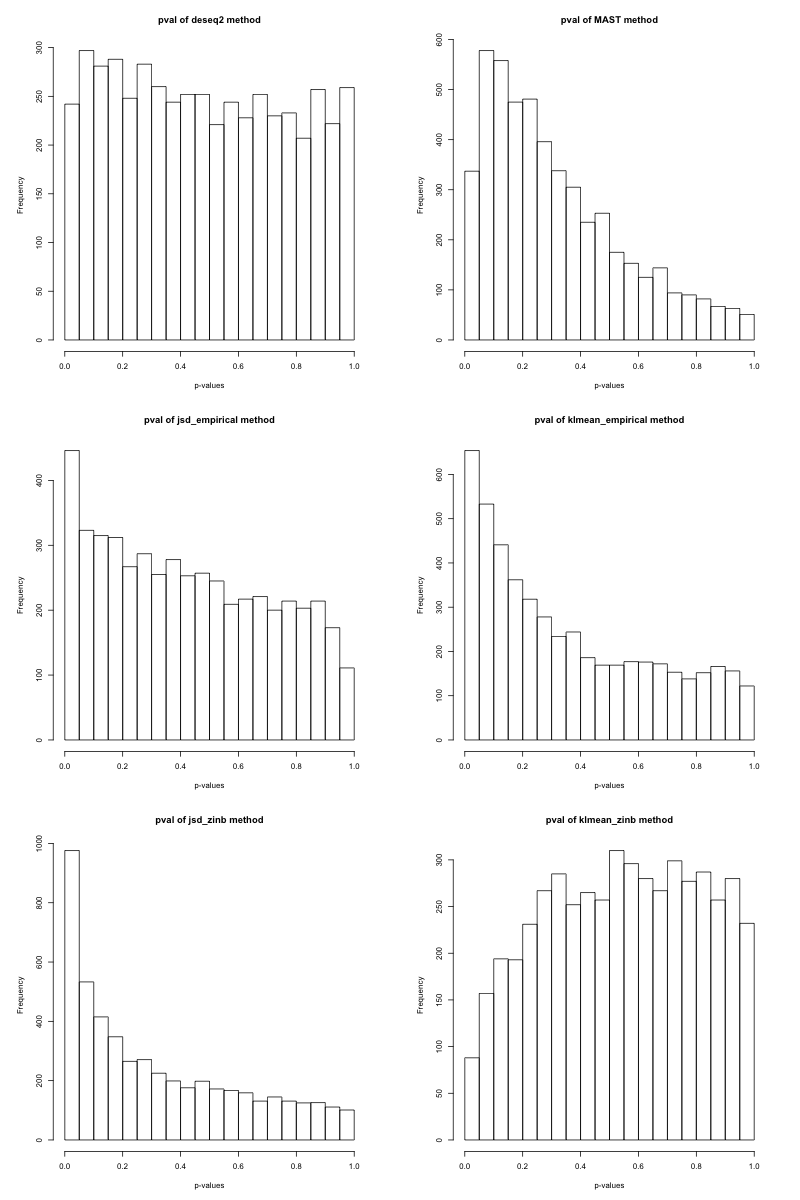 pval of deseq2 method
Frequency
0 50 100 150 200 250 300
0.0 0.2 0.4 0.6 0.8 1.0
p-values
pval of MAST method
Frequency
0 100 200 300 400 500 600
0.0 0.2 0.4 0.6 0.8 1.0
p-values
pval of jsd_empirical method
Frequency
0 100 200 300 400
0.0 0.2 0.4 0.6 0.8 1.0
p-values
pval of klmean_empirical method
Frequency
0 100 200 300 400 500 600
0.0 0.2 0.4 0.6 0.8 1.0
p-values
pval of jsd_zinb method
Frequency
0 200 400 600 800 1000
0.0 0.2 0.4 0.6 0.8 1.0
p-values
pval of klmean_zinb method
Frequency
0 50 100 150 200 250 300
0.0 0.2 0.4 0.6 0.8 1.0
p-values